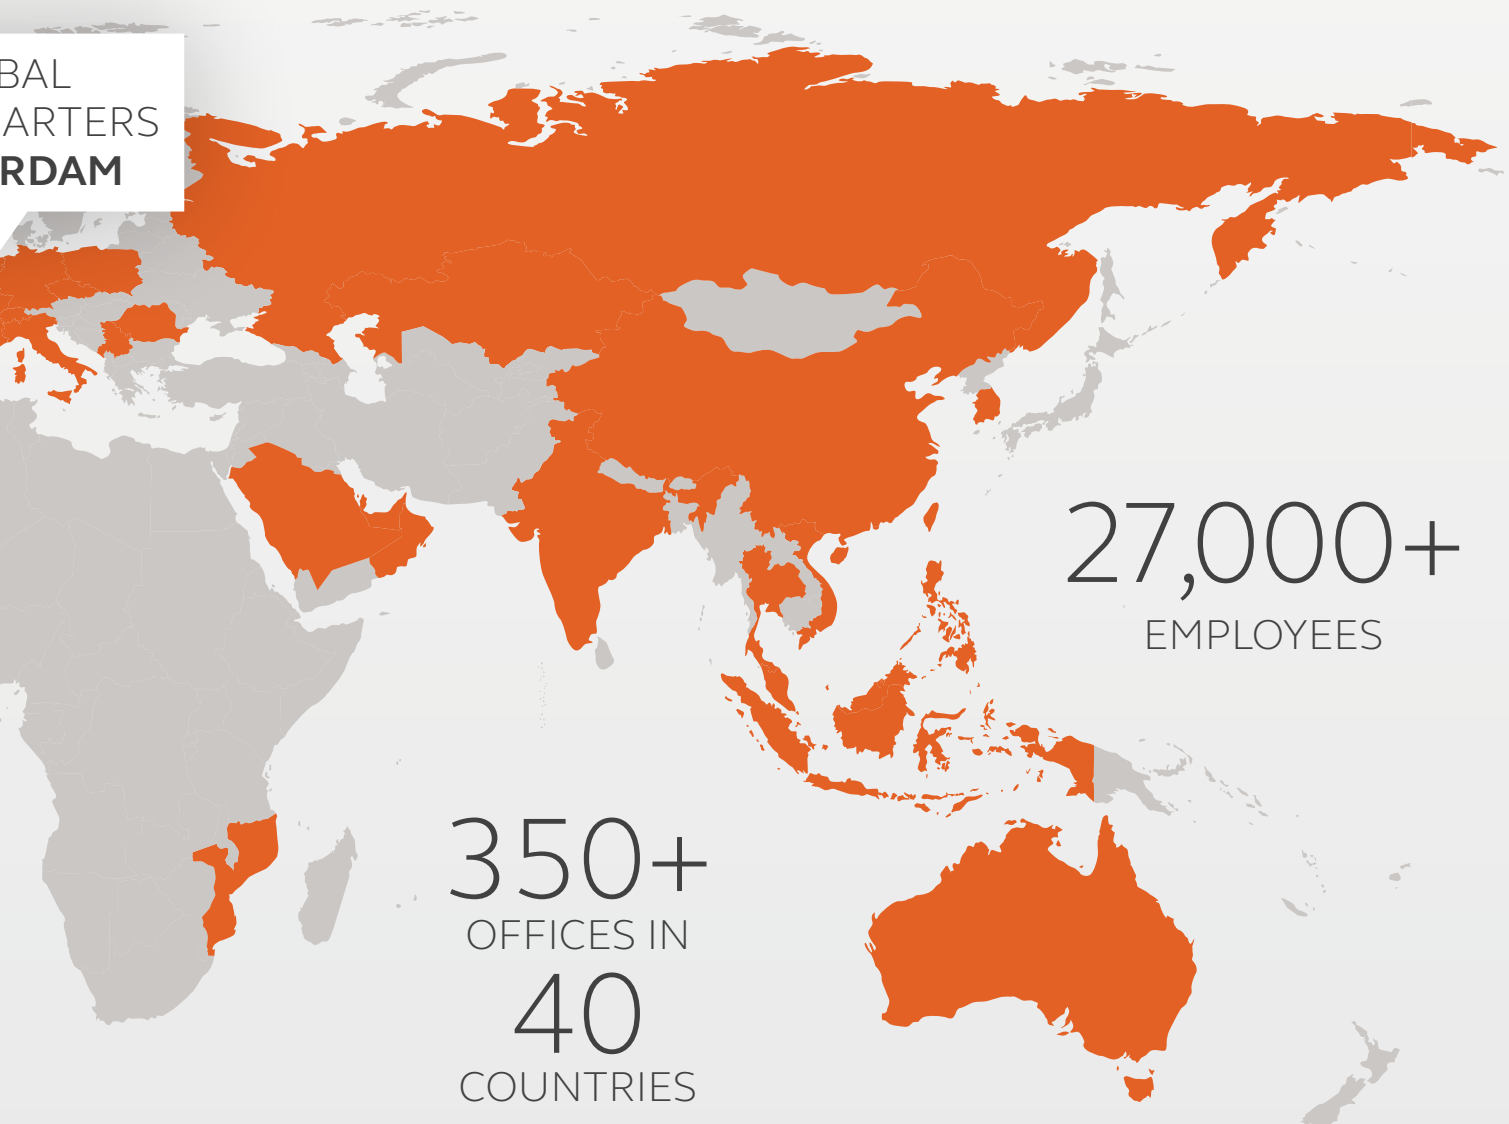 BAL
ARTERS
RDAM
27,000+
EMPLOYEES
350+
OFFICES IN
40
COUNTRIES